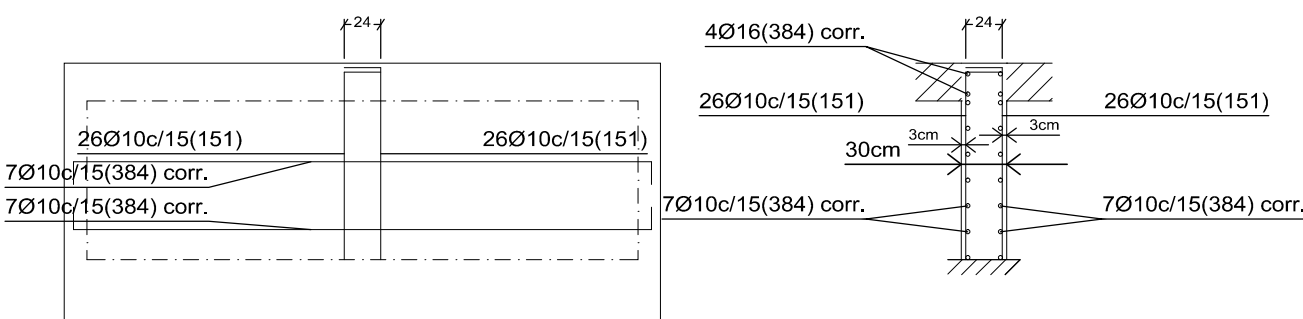 24
24
4Ø16(384) corr.
26Ø10c/15(151)
26Ø10c/15(151)
3cm
3cm
26Ø10c/15(151)
26Ø10c/15(151)
30cm
7Ø10c/15(384) corr.
7Ø10c/15(384) corr.
7Ø10c/15(384) corr.
7Ø10c/15(384) corr.